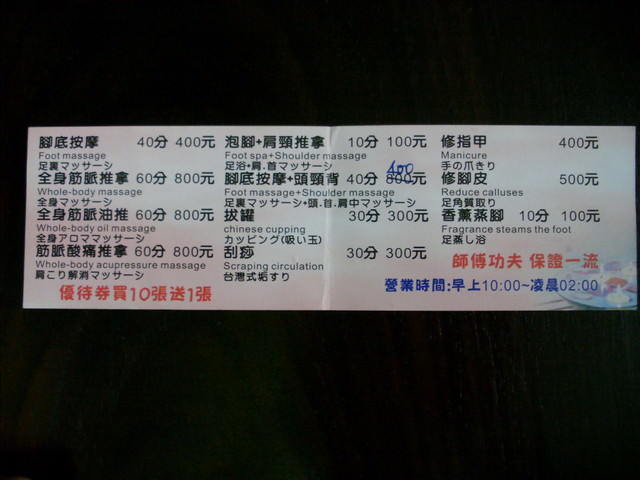 腳底按摩 40分 400元
Foot massage
足裏マッサーシ
全身筋脈推拿 60分 800元
Whole-body massage
全身マッサーシ
全身筋脈油推 60分 800元
Whole-body oil massage
全身アロママッサーシ
筋脈酸痛推拿 60分 800元
Whole-body acupressure massage
肩こり解消マッサーシ
優待券買10張送1張
泡腳+肩頸推拿 10分 100元
Foot spa+Shoulder massage
足浴+肩.首マッサーシ
腳底按摩+頭頸背 40分 800元
400
Foot massage+Shoulder massage
足裏マッサーシ+頭.首.肩中マッサーシ
拔罐 30分 300元
chinese cupping
カッピング(吸い玉)
刮痧 30分 300元
Scraping circulation
台灣式垢すり
修指甲 400元
Manicure
手の爪きり
修腳皮 500元
Reduce calluses
足角質取り
香薰蒸腳 10分 100元
Fragrance steams the foot
足蒸し浴
師傅功夫 保證一流
營業時間:早上10:00~凌晨02:00